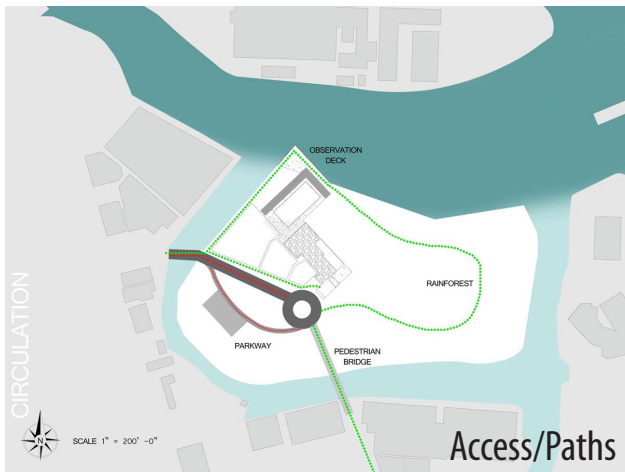 OBSERVATION
DECK
RAINFOREST
PARKWAY
PEDESTRIAN
BRIDGE
CIRCULATION
N
SCALE 1" = 200' -0"
Access/Paths